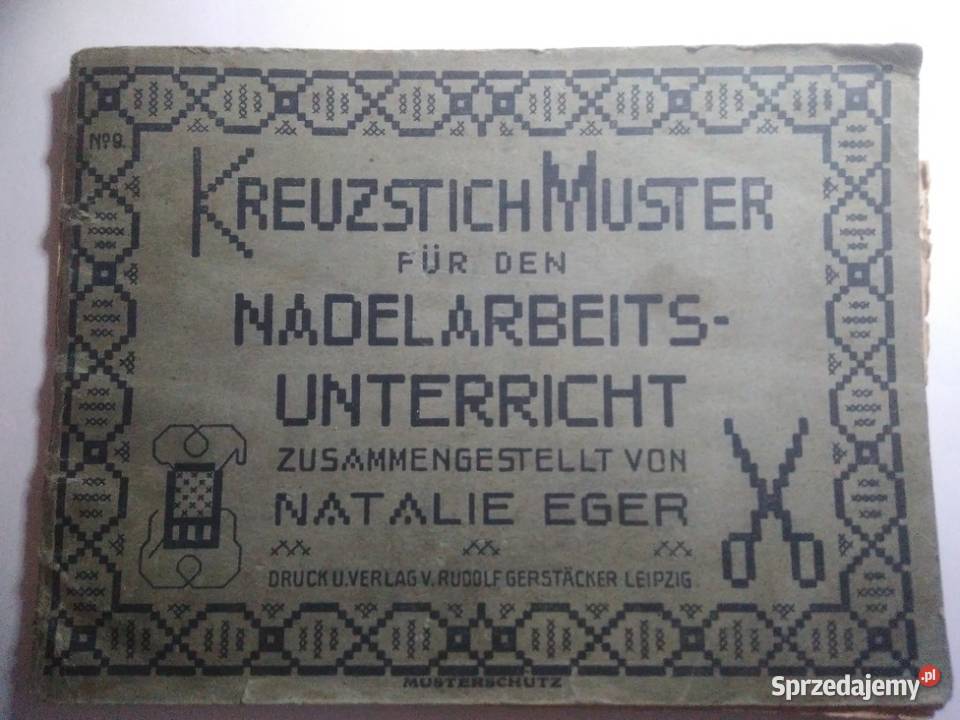 No 9.
KREUZSTICH MUSTER
FÜR DEN
NADELARBEITS-
UNTERRICHT
ZUSAMMENGESTELLT VON
NATALIE EGER
DRUCK U. VERLAG V. RUDOLF GERSTÄCKER LEIPZIG
MUSTERSCHUTZ
Sprzedajemy.pl